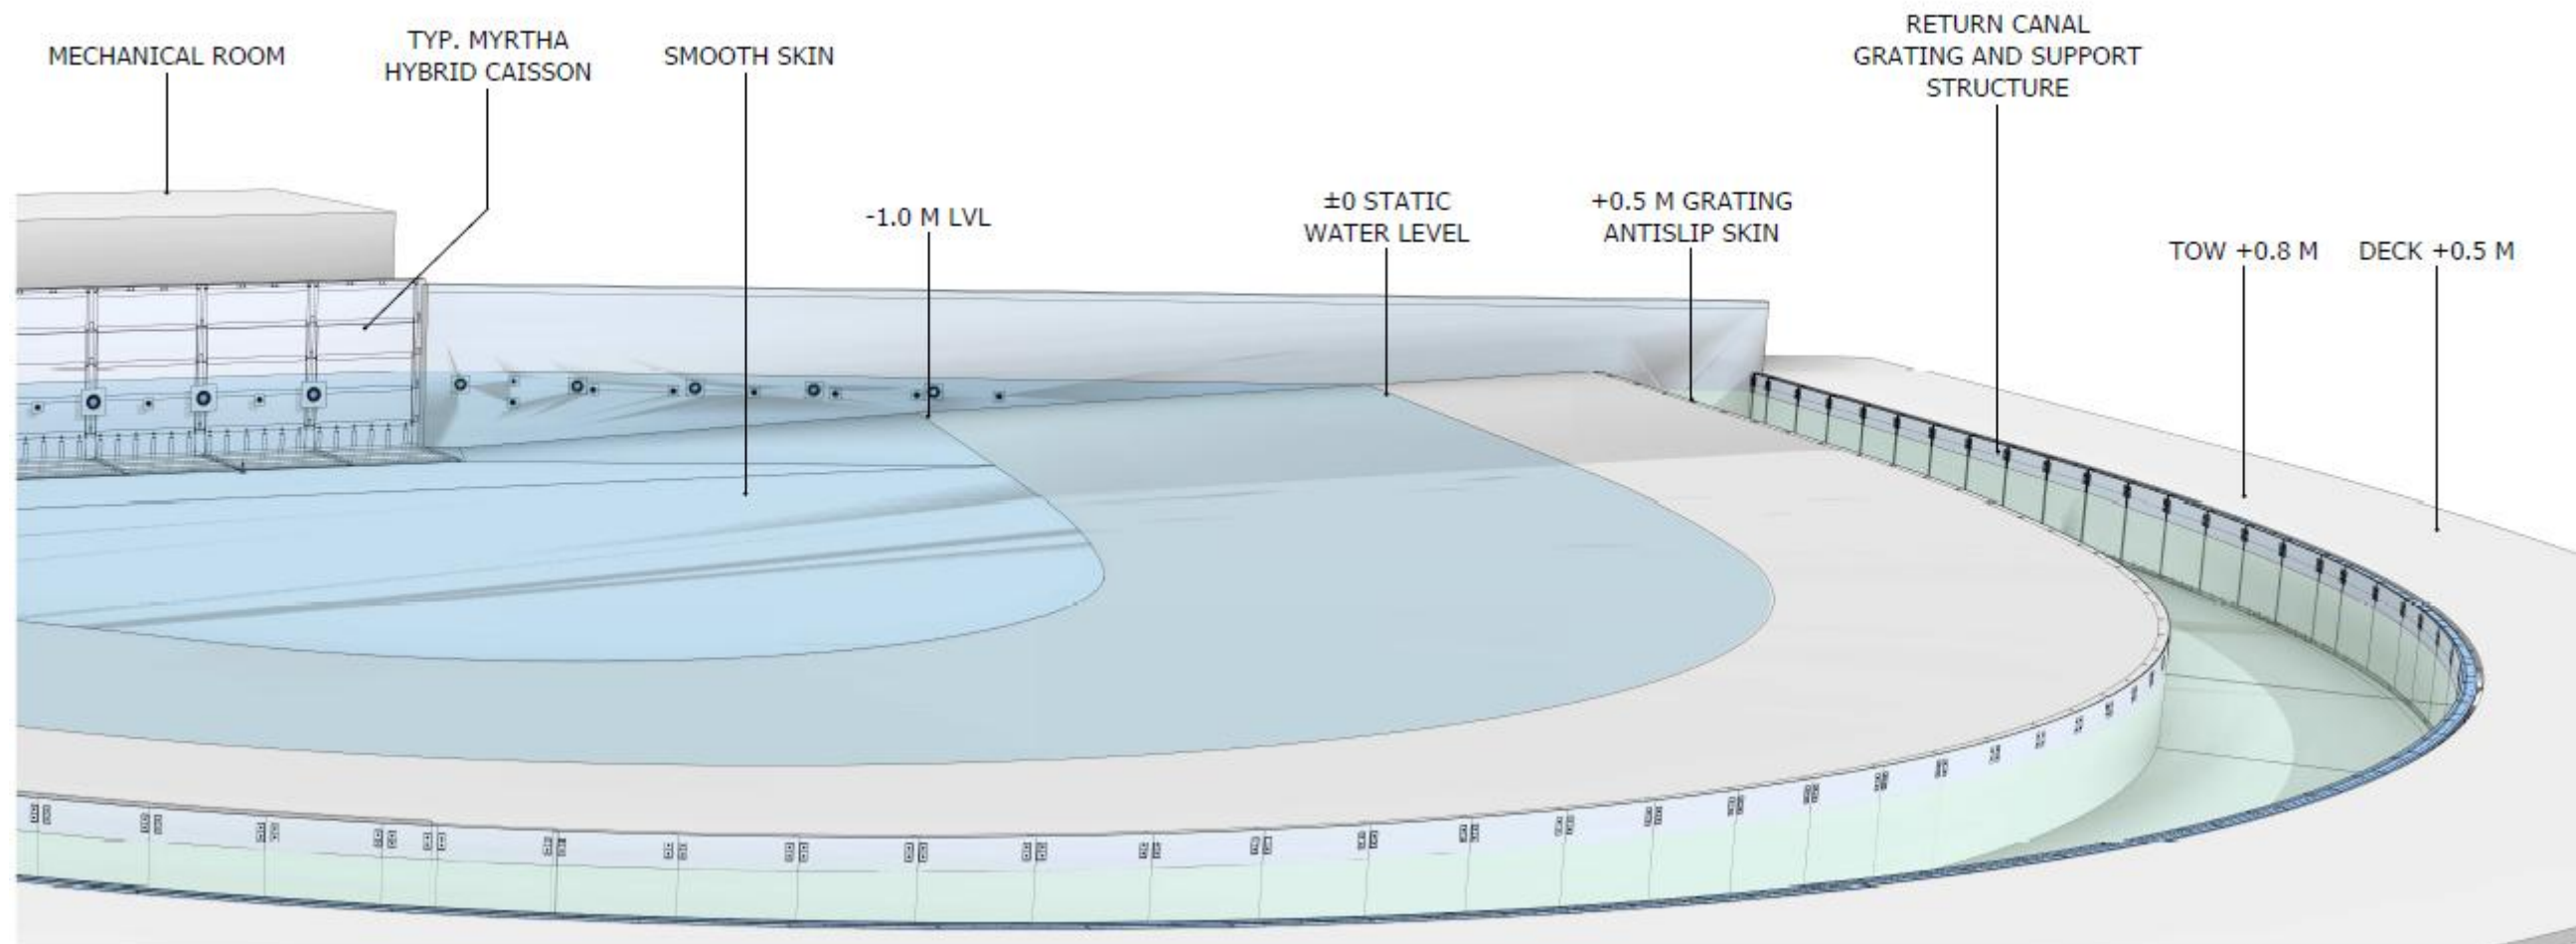 MECHANICAL ROOM
TYP. MYRTHA
HYBRID CAISSON
SMOOTH SKIN
-1.0 M LVL
±0 STATIC
WATER LEVEL
+0.5 M GRATING
ANTISLIP SKIN
RETURN CANAL
GRATING AND SUPPORT
STRUCTURE
TOW +0.8 M
DECK +0.5 M